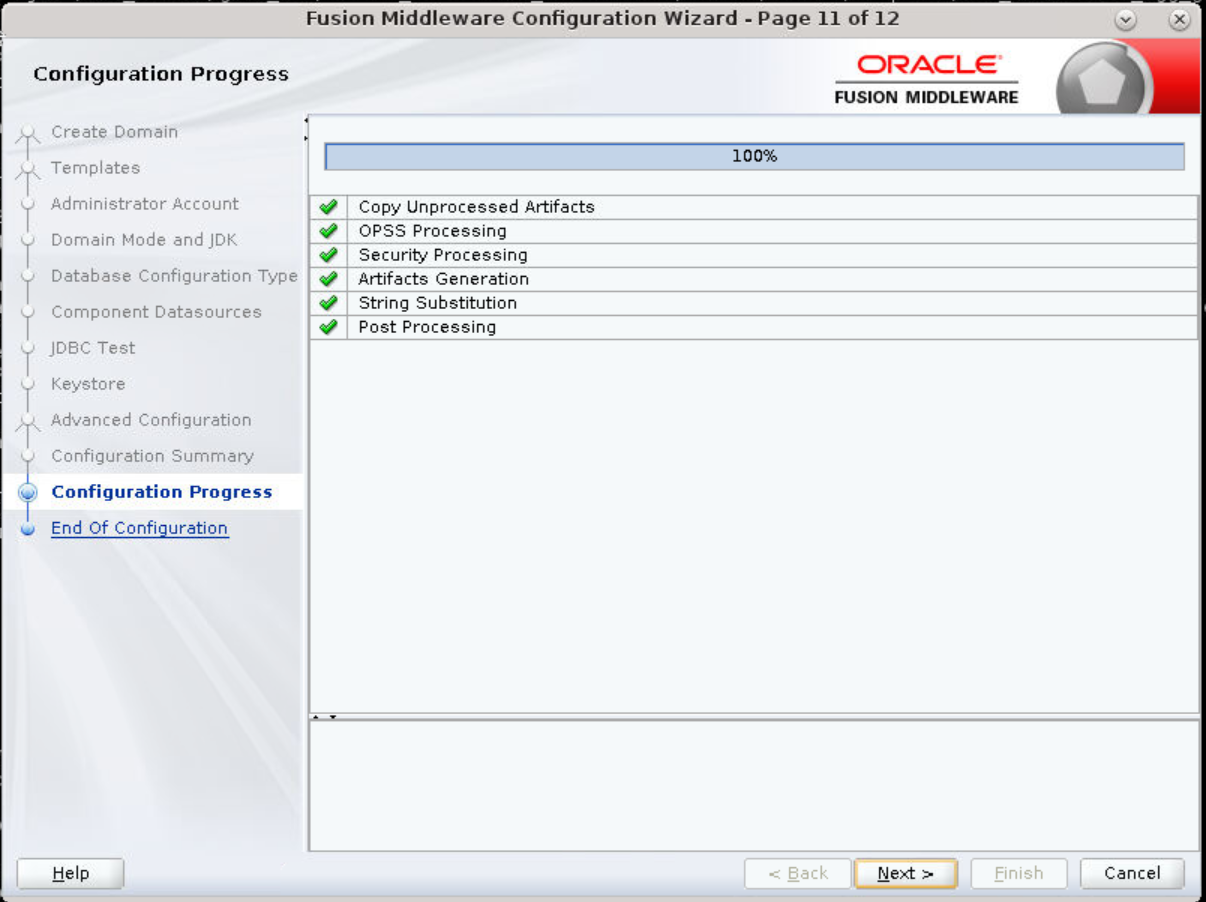 Fusion Middleware Configuration Wizard - Page 11 of 12
Configuration Progress
ORACLE
FUSION MIDDLEWARE
Create Domain
Templates
Administrator Account
Domain Mode and JDK
Database Configuration Type
Component Datasources
JDBC Test
Keystore
Advanced Configuration
Configuration Summary
Configuration Progress
End Of Configuration
100%
Copy Unprocessed Artifacts
OPSS Processing
Security Processing
Artifacts Generation
String Substitution
Post Processing
Help
< Back
Next >
Finish
Cancel